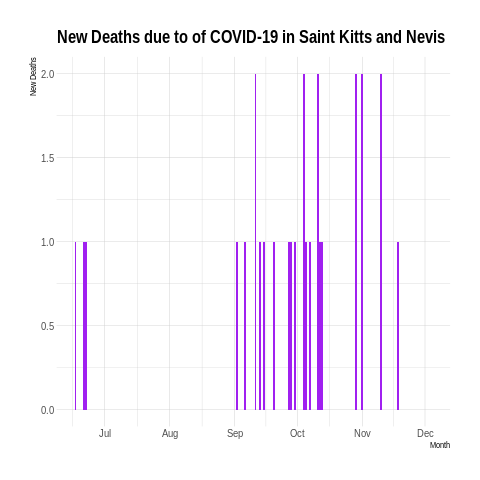 New Deaths due to of COVID-19 in Saint Kitts and Nevis
New Deaths
2.0
1.5
1.0
0.5
0.0
Jul Aug Sep Oct Nov Dec
Month